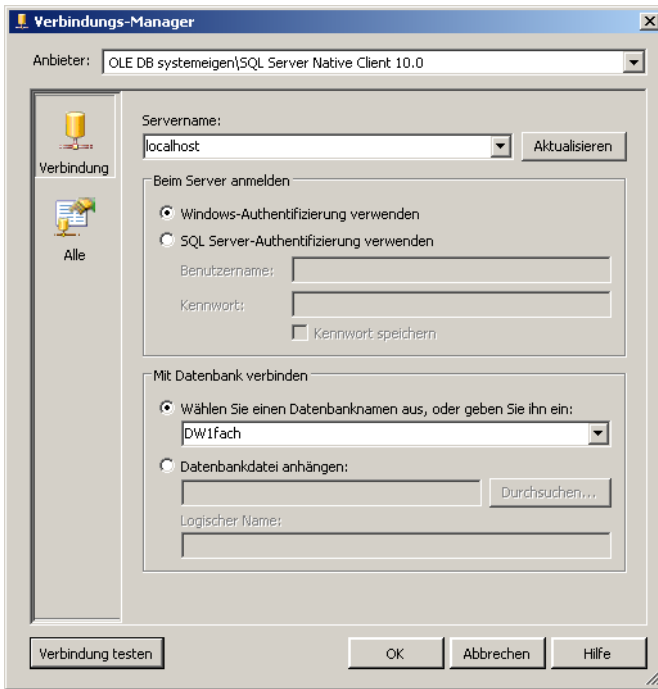 Verbindungs-Manager
Anbieter: OLE DB systemeigen\SQL Server Native Client 10.0
Verbindung
Alle
Servername:
localhost Aktualisieren
Beim Server anmelden
Windows-Authentifizierung verwenden
SQL Server-Authentifizierung verwenden
Benutzername:
Kennwort:
Kennwort speichern
Mit Datenbank verbinden
Wählen Sie einen Datenbanknamen aus, oder geben Sie ihn ein:
DW1fach
Datenbankdatei anhängen:
Durchsuchen...
Logischer Name:
Verbindung testen OK Abbrechen Hilfe